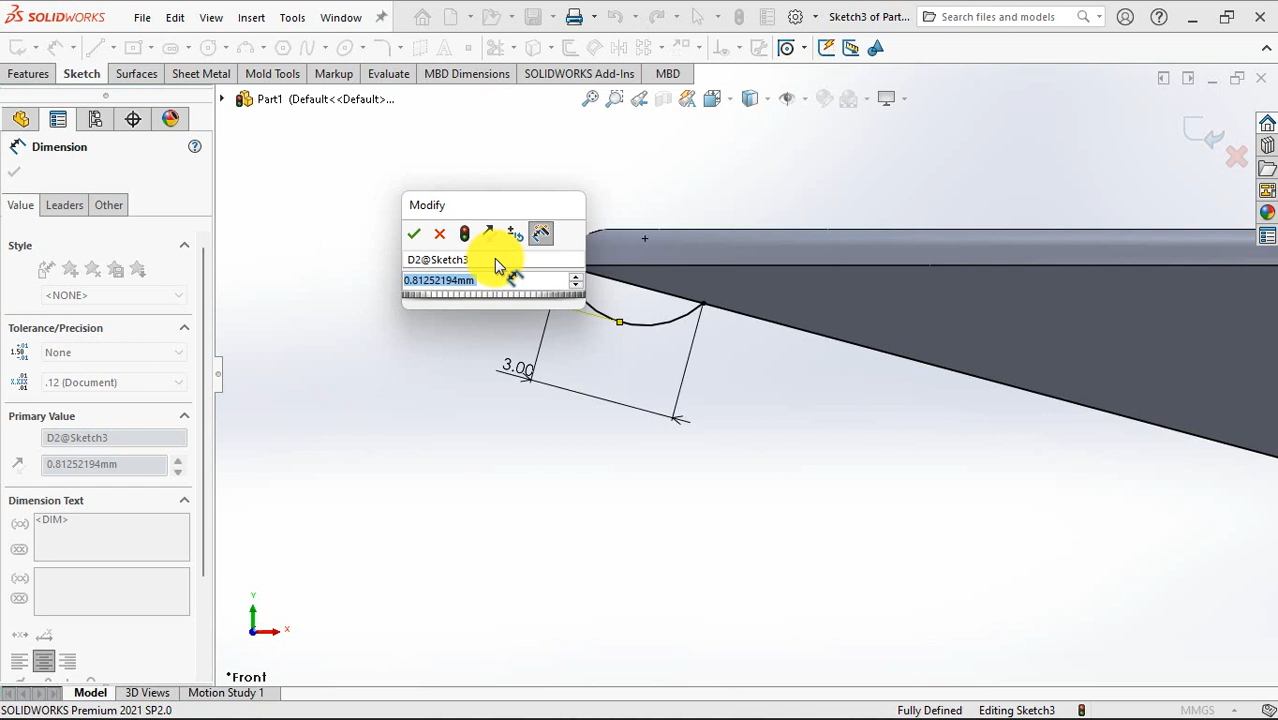 SOLIDWORKS
File
Edit
View
Insert
Tools
Window
Sketch3 of Part...
Search files and models
Features
Sketch
Surfaces
Sheet Metal
Mold Tools
Markup
Evaluate
MBD Dimensions
SOLIDWORKS Add-Ins
MBD
Part1 (Default<<Default>...
Dimension
Value
Leaders
Other
Style
<NONE>
Tolerance/Precision
None
.12 (Document)
Primary Value
D2@Sketch3
0.81252194mm
Dimension Text
<DIM>
Modify
D2@Sketch3
0.81252194mm
3.00
Y
X
*Front
Model
3D Views
Motion Study 1
SOLIDWORKS Premium 2021 SP2.0
Fully Defined
Editing Sketch3
MMGS